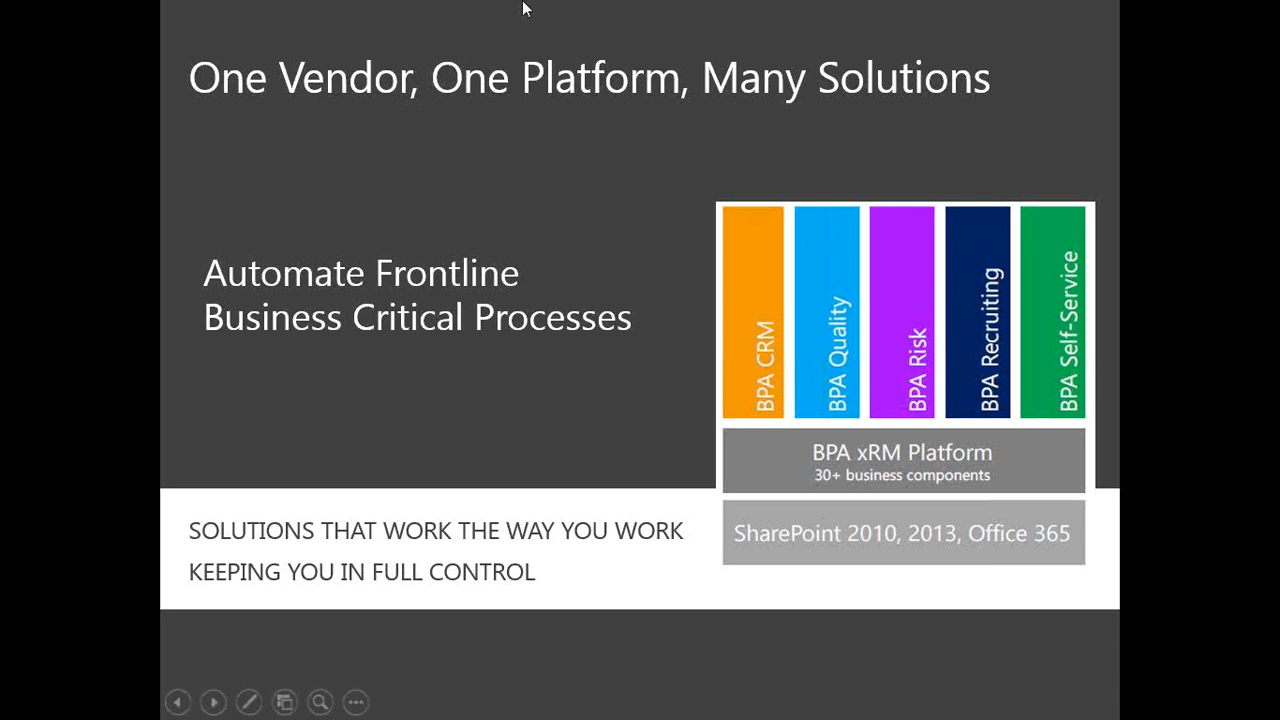 One Vendor, One Platform, Many Solutions
Automate Frontline
Business Critical Processes
BPA CRM
BPA Quality
BPA Risk
BPA Recruiting
BPA Self-Service
BPA xRM Platform
30+ business components
SharePoint 2010, 2013, Office 365
SOLUTIONS THAT WORK THE WAY YOU WORK
KEEPING YOU IN FULL CONTROL